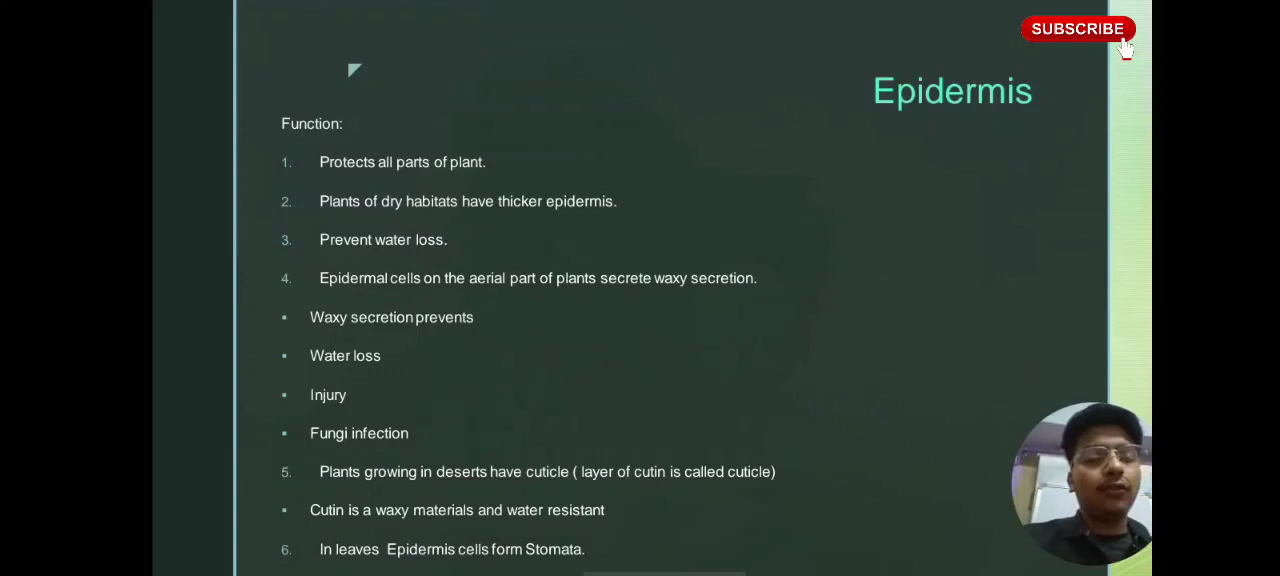 SUBSCRIBE
Epidermis
Function:
1. Protects all parts of plant.
2. Plants of dry habitats have thicker epidermis.
3. Prevent water loss.
4. Epidermal cells on the aerial part of plants secrete waxy secretion.
▪ Waxy secretion prevents
▪ Water loss
▪ Injury
▪ Fungi infection
5. Plants growing in deserts have cuticle ( layer of cutin is called cuticle)
▪ Cutin is a waxy materials and water resistant
6. In leaves Epidermis cells form Stomata.